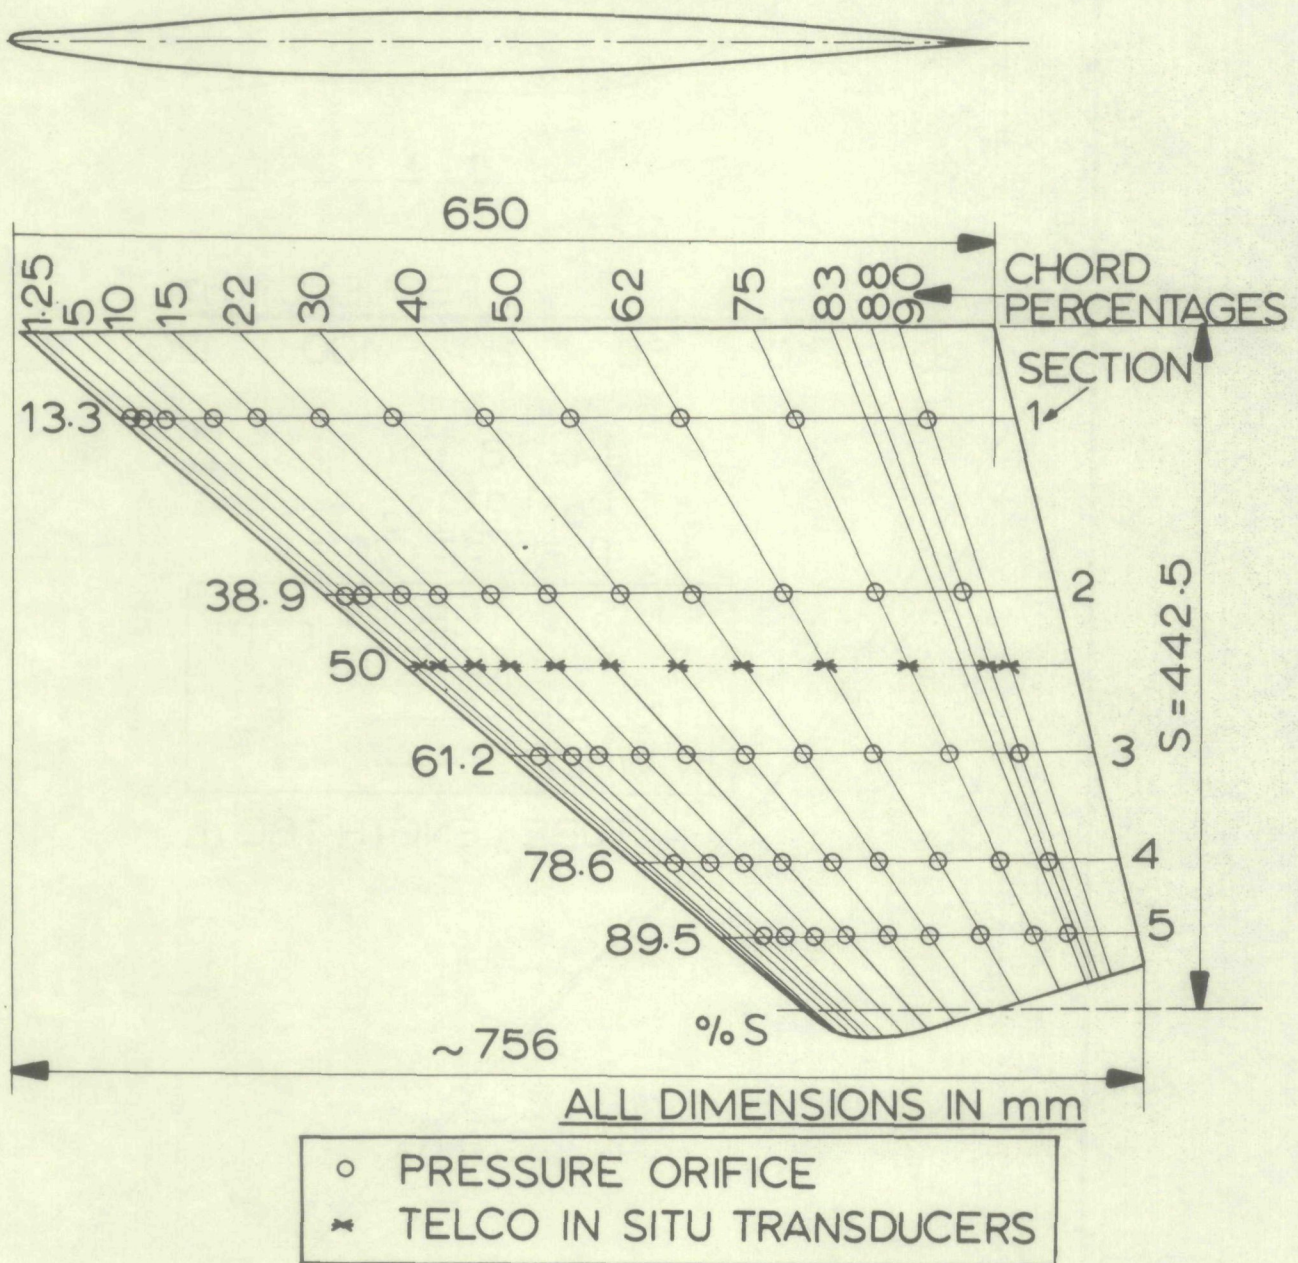 650
1·25 5 10 15 22 30 40 50 62 75 83 88 90
CHORD
PERCENTAGES
SECTION
13.3 1
38.9 2
50
61.2 3
78.6 4
89.5 5
S = 442.5
% S
~ 756
ALL DIMENSIONS IN mm
○ PRESSURE ORIFICE
✶ TELCO IN SITU TRANSDUCERS